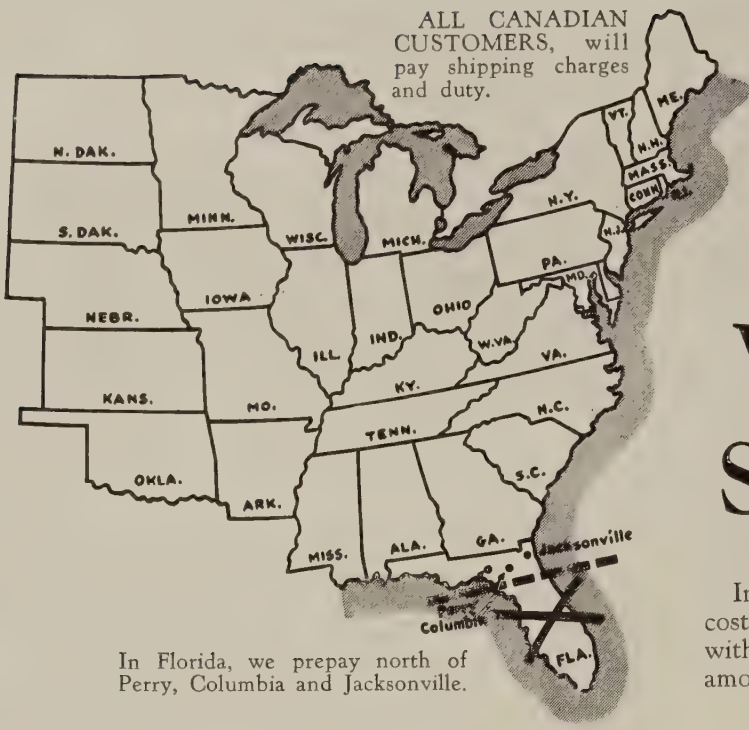 ALL CANADIAN
CUSTOMERS, will
pay shipping charges
and duty.
ME.
VT.
N.H.
N. DAK.
MASS.
CONN.
R.I.
MINN.
N.Y.
S. DAK.
WISC.
MICH.
N.J.
PA.
IOWA
MD.
NEBR.
OHIO
ILL.
IND.
W.VA.
VA.
KANS.
MO.
KY.
N.C.
TENN.
OKLA.
S.C.
ARK.
MISS.
ALA.
GA.
Jacksonville
Perry
Columbia
FLA.
In Florida, we prepay north of
Perry, Columbia and Jacksonville.
S
cost
with